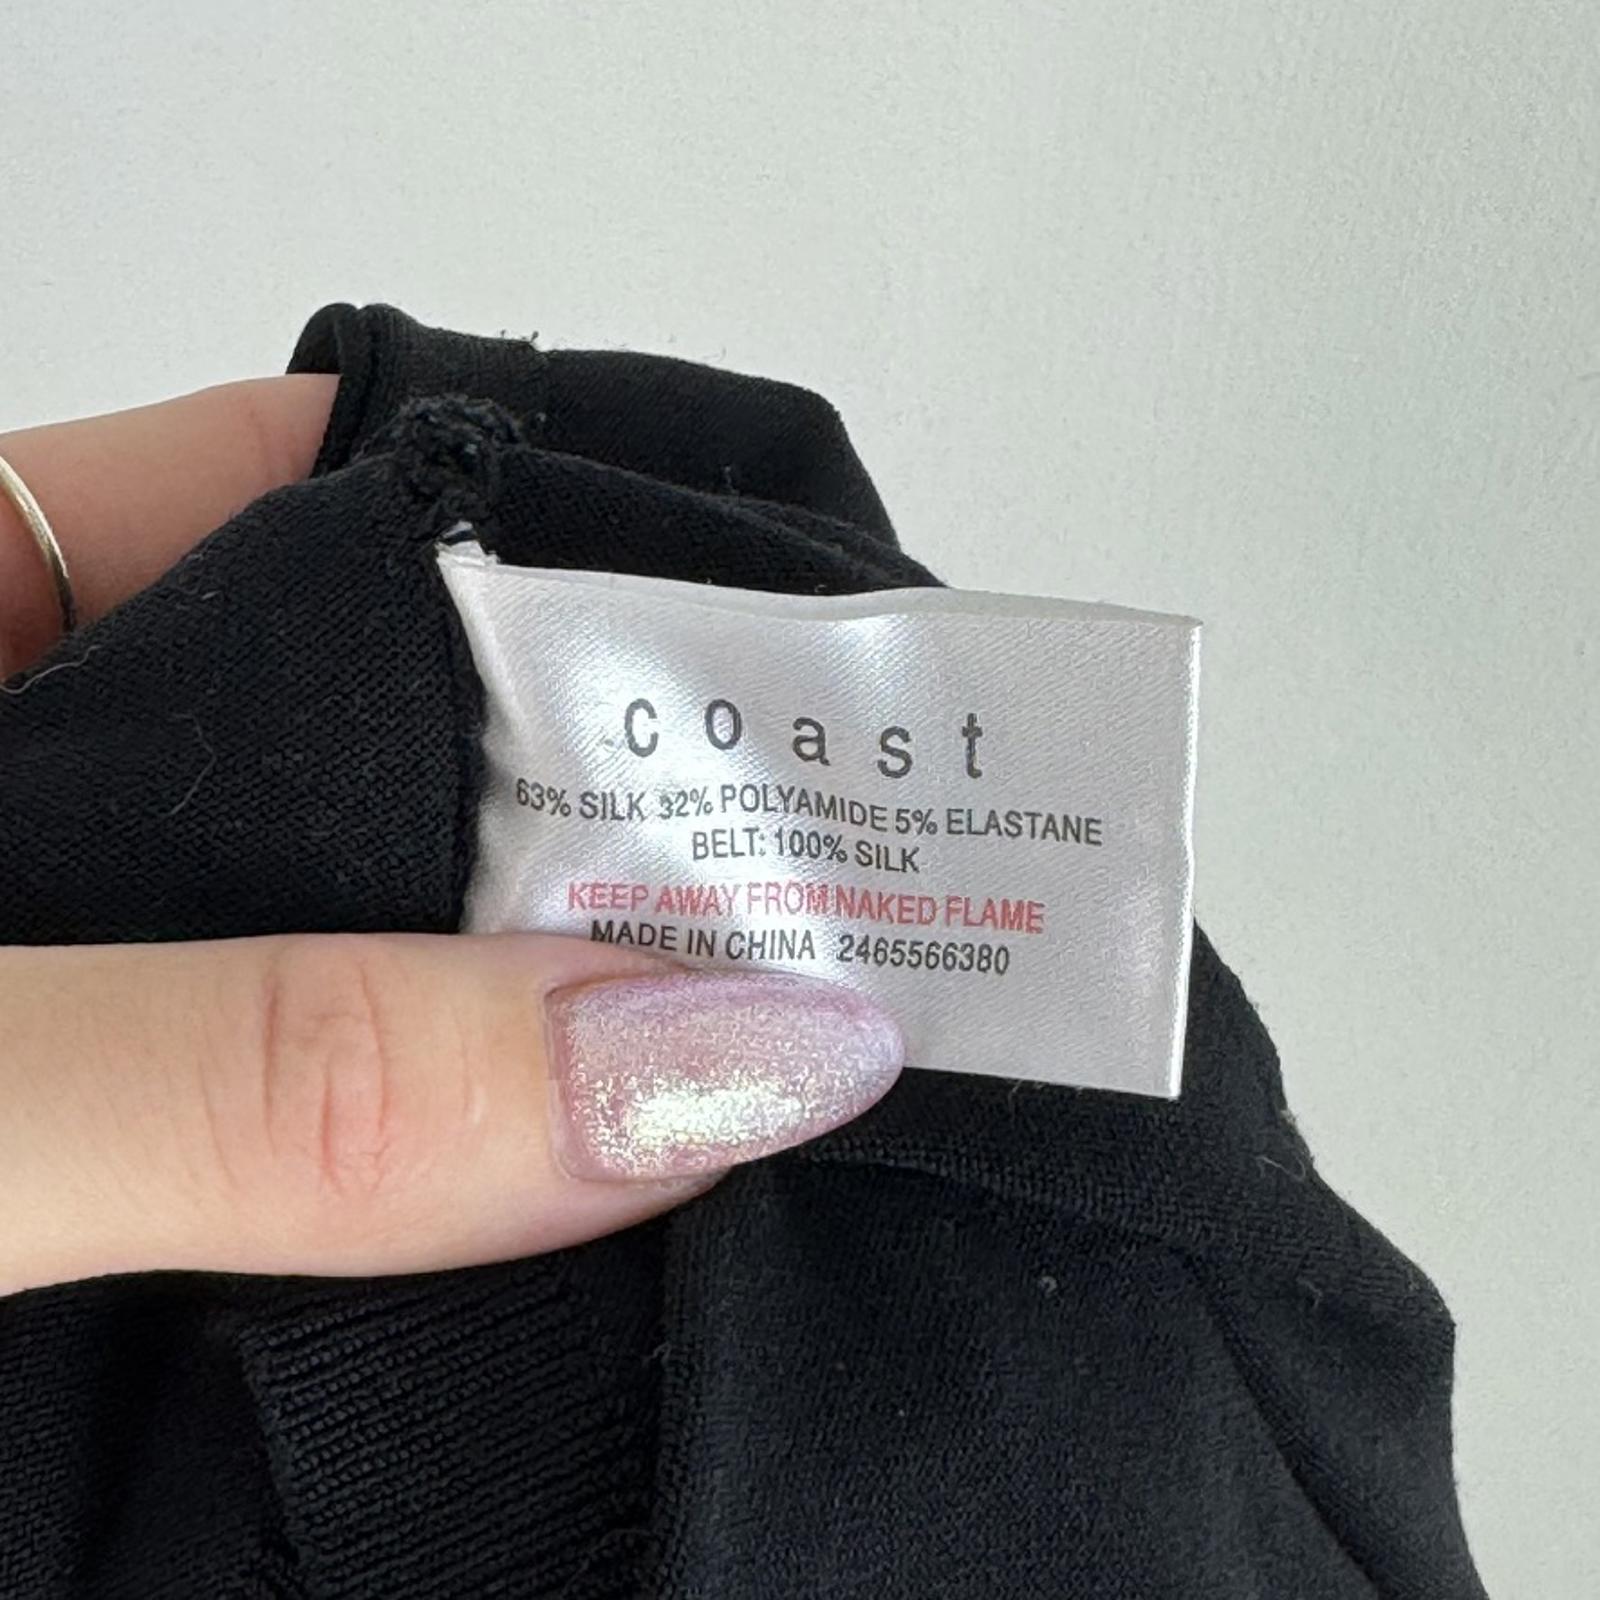 coast
63% SILK 32% POLYAMIDE 5% ELASTANE
BELT: 100% SILK
KEEP AWAY FROM NAKED FLAME
MADE IN CHINA 2465566380